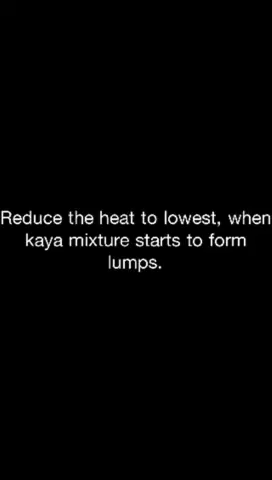 Reduce the heat to lowest, when
kaya mixture starts to form
lumps.